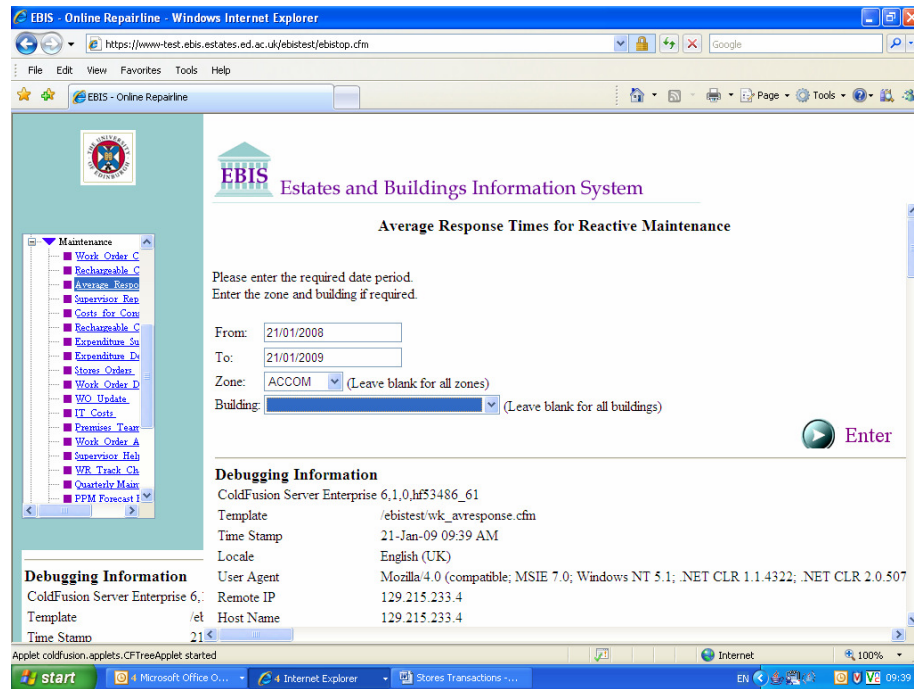 EBIS - Online Repairline - Windows Internet Explorer
https://www-test.ebis.estates.ed.ac.uk/ebistest/ebistop.cfm
Google
File Edit View Favorites Tools Help
EBIS - Online Repairline
Page Tools
THE UNIVERSITY OF EDINBURGH
EBIS Estates and Buildings Information System
Average Response Times for Reactive Maintenance
Maintenance
Work Order C
Rechargeable C
Average Respo
Supervisor Rep
Costs for Con
Rechargeable C
Expenditure Su
Expenditure De
Stores Orders
Work Order D
WO Update
IT Costs
Premises Team
Work Order A
Supervisor Hel
WR Track Ch
Quarterly Main
PPM Forecast
Please enter the required date period.
Enter the zone and building if required.
From: 21/01/2008
To: 21/01/2009
Zone: ACCOM (Leave blank for all zones)
Building: (Leave blank for all buildings)
Enter
Debugging Information
ColdFusion Server Enterprise 6,1,0,hf53486_61
Template /ebistest/wk_avresponse.cfm
Time Stamp 21-Jan-09 09:39 AM
Locale English (UK)
User Agent Mozilla/4.0 (compatible; MSIE 7.0; Windows NT 5.1; .NET CLR 1.1.4322; .NET CLR 2.0.507
Remote IP 129.215.233.4
Host Name 129.215.233.4
Debugging Information
ColdFusion Server Enterprise 6,
Template /eb
Time Stamp 21
Applet coldfusion.applets.CFTreeApplet started
Internet
100%
start
4 Microsoft Office O...
4 Internet Explorer
Stores Transactions -...
EN
09:39